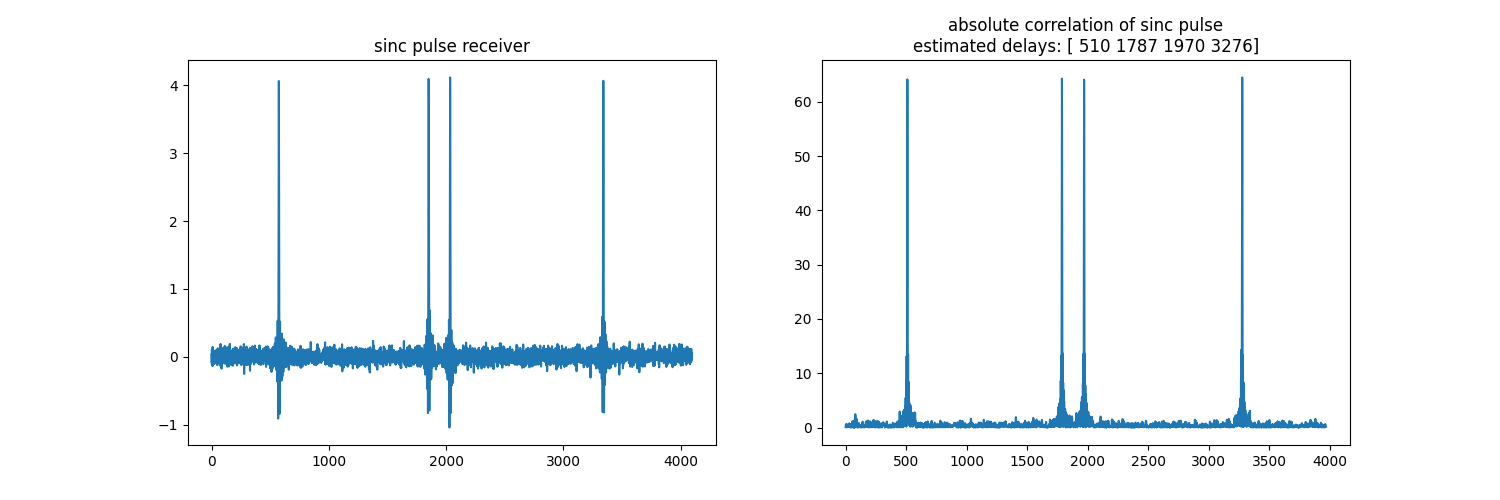 sinc pulse receiver
4
3
2
1
0
−1
0 1000 2000 3000 4000
absolute correlation of sinc pulse
estimated delays: [ 510 1787 1970 3276]
60
50
40
30
20
10
0
0 500 1000 1500 2000 2500 3000 3500 4000